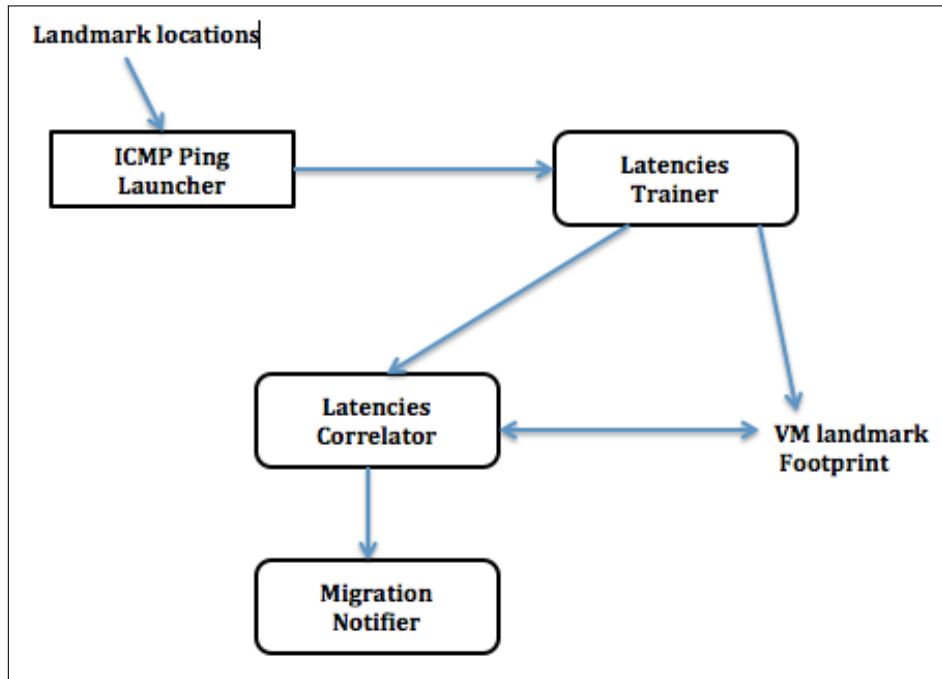 Landmark locations
ICMP Ping
Launcher
Latencies
Trainer
Latencies
Correlator
VM landmark
Footprint
Migration
Notifier